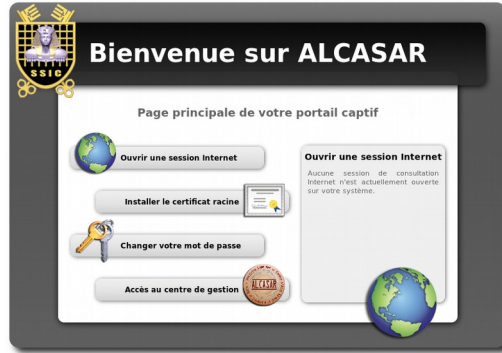 SSIC
Bienvenue sur ALCASAR
Page principale de votre portail captif
Ouvrir une session Internet
Installer le certificat racine
Changer votre mot de passe
Accès au centre de gestion
ALCASAR
Ouvrir une session Internet
Aucune session de consultation
Internet n'est actuellement ouverte
sur votre système.